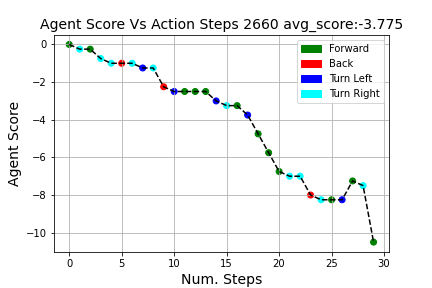 Agent Score Vs Action Steps 2660 avg_score:-3.775
Agent Score
0
−2
−4
−6
−8
−10
Forward
Back
Turn Left
Turn Right
0 5 10 15 20 25 30
Num. Steps